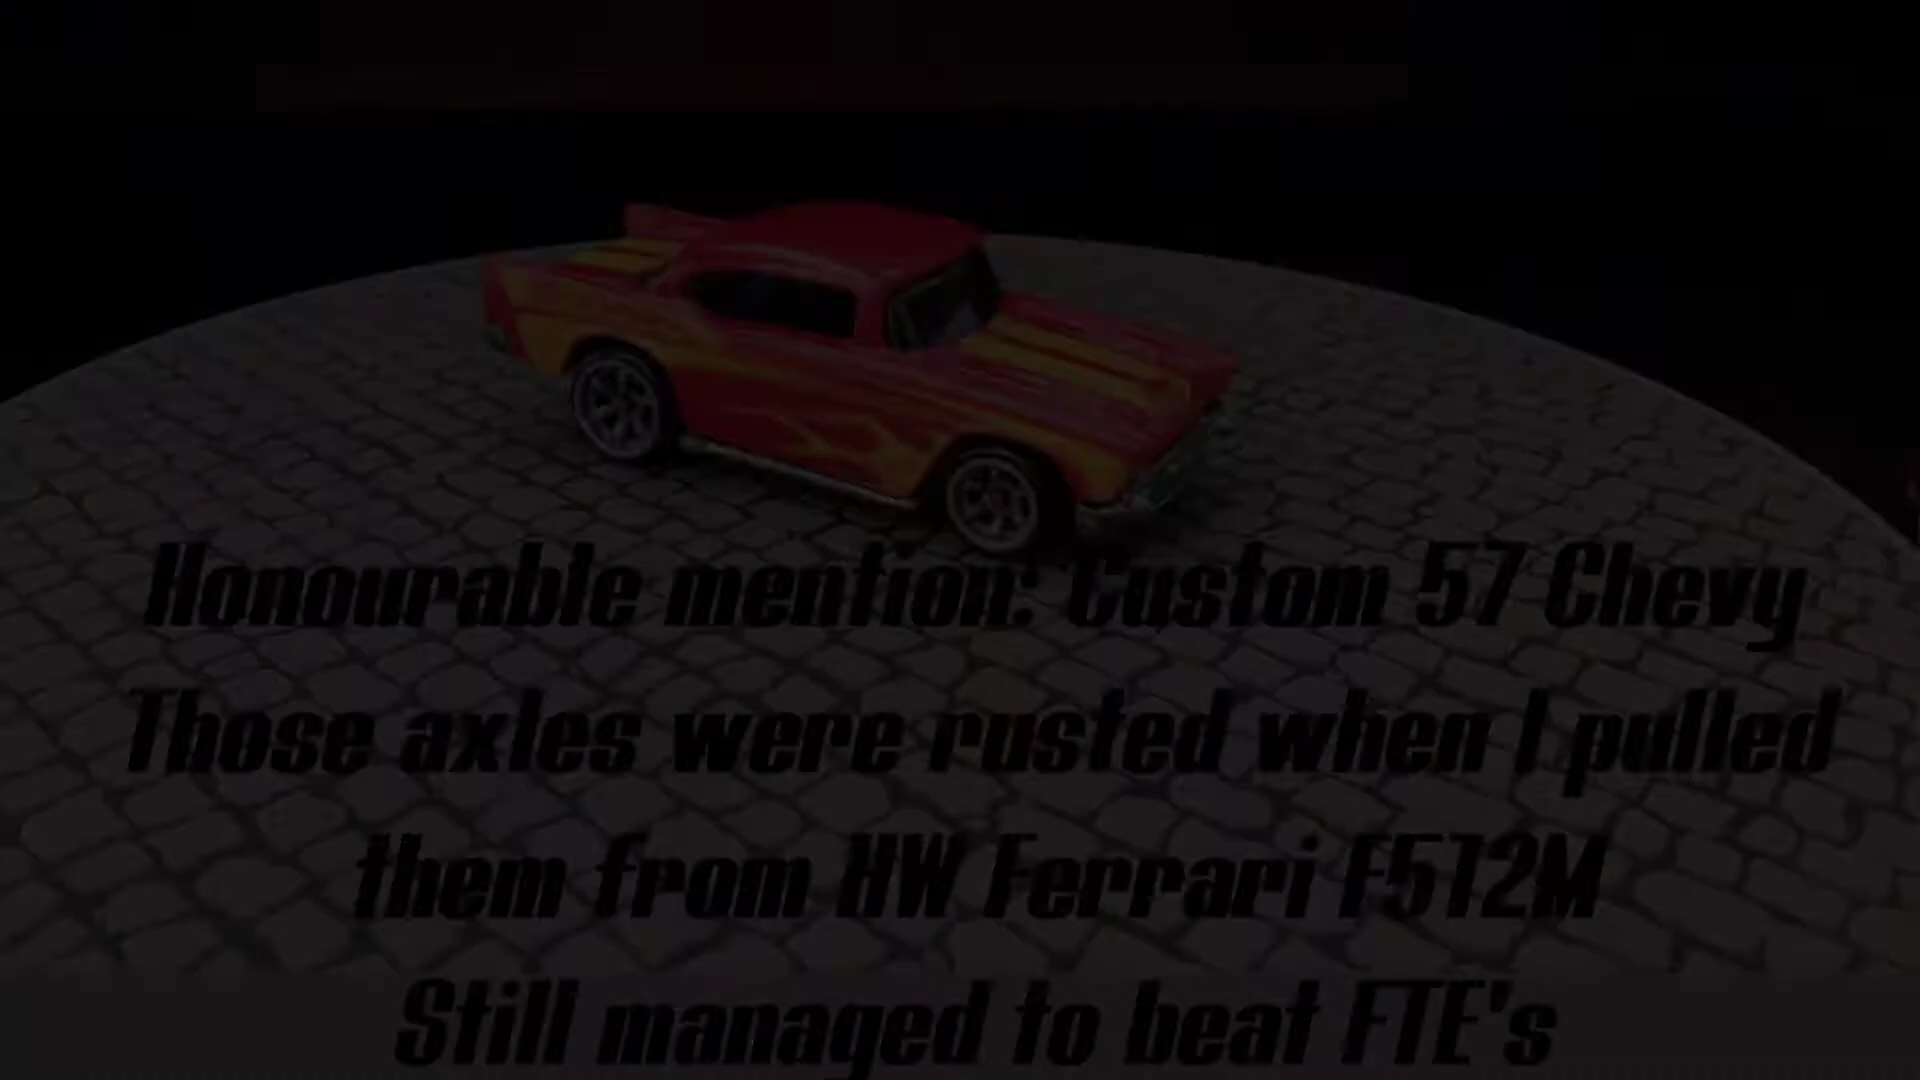 Honourable mention: Custom 57 Chevy
Those axles were rusted when I pulled
them from HW Ferrari F512M
Still managed to beat FTE's